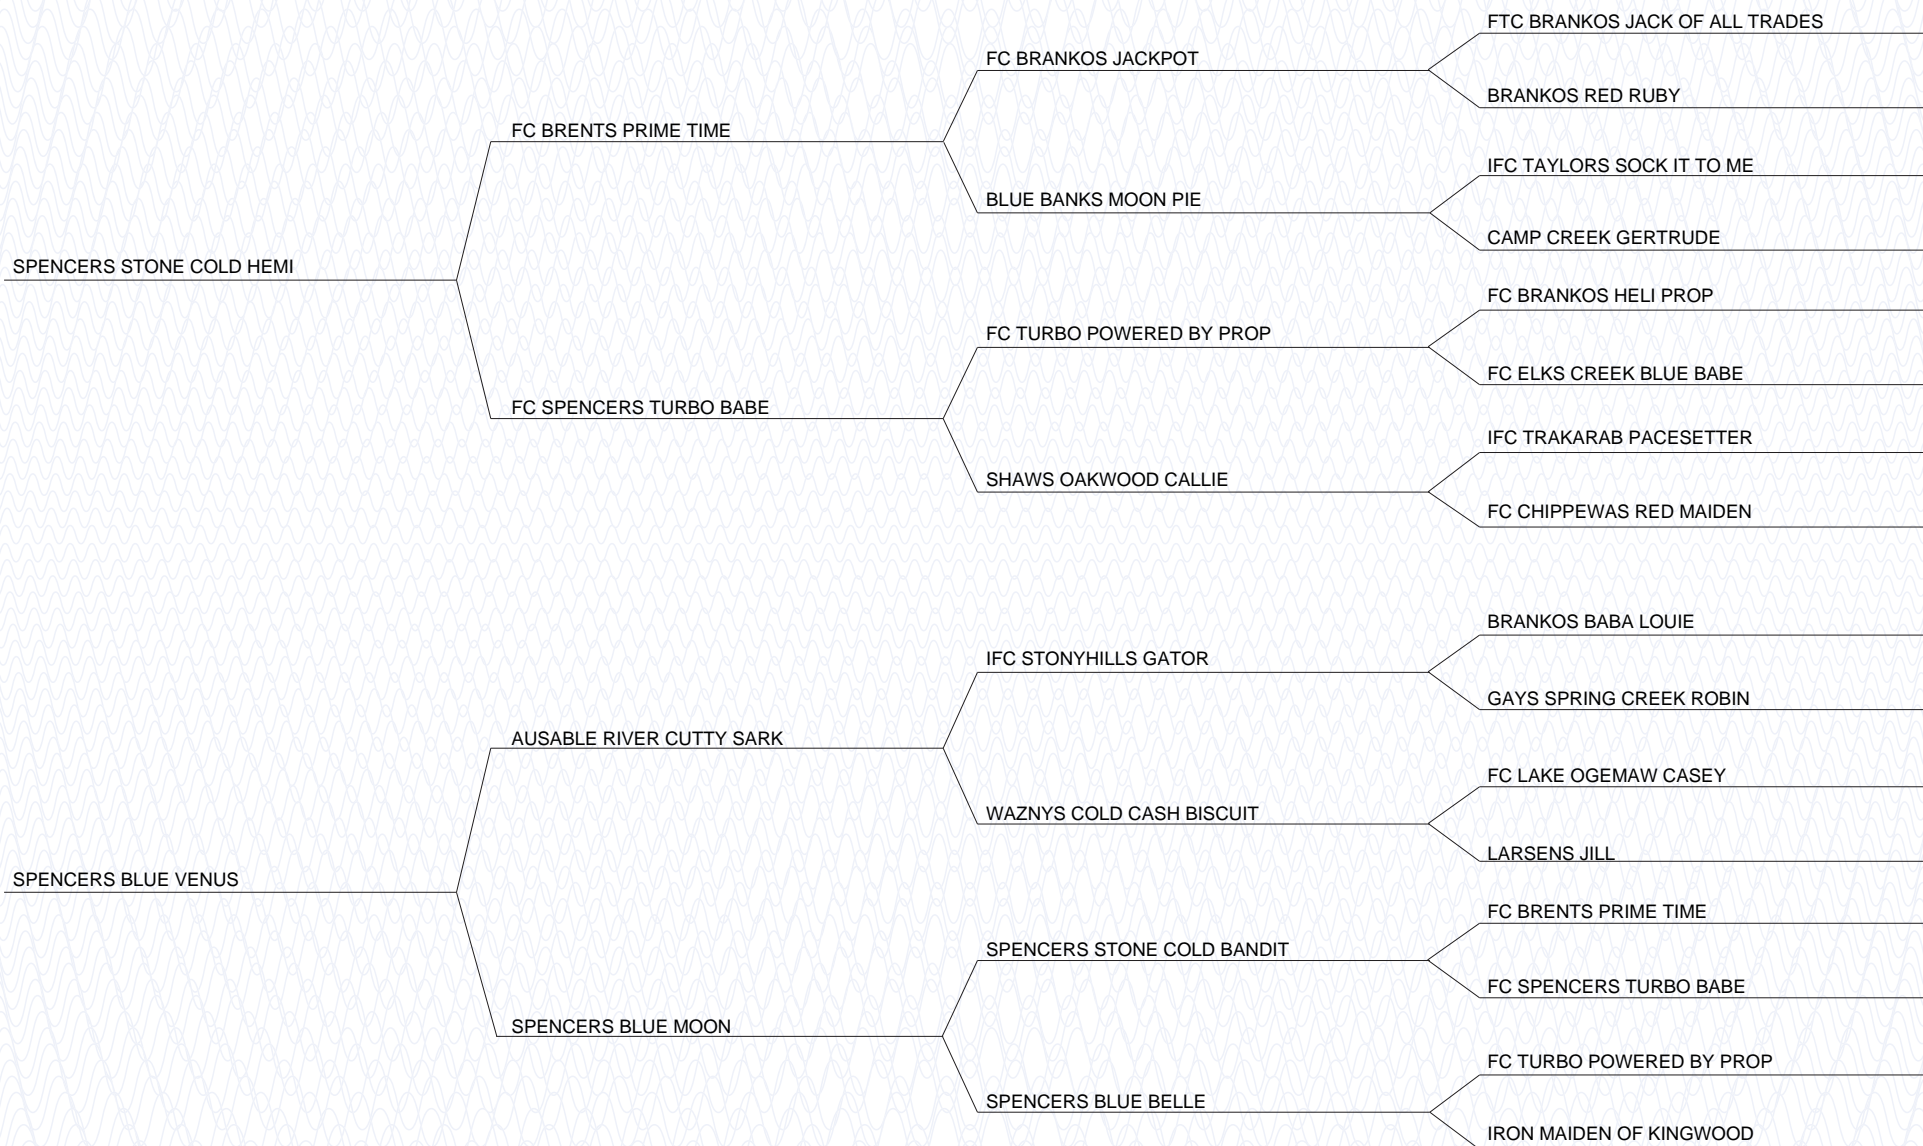 FTC BRANKOS JACK OF ALL TRADES
FC BRANKOS JACKPOT
BRANKOS RED RUBY
FC BRENTS PRIME TIME
IFC TAYLORS SOCK IT TO ME
BLUE BANKS MOON PIE
CAMP CREEK GERTRUDE
SPENCERS STONE COLD HEMI
FC BRANKOS HELI PROP
FC TURBO POWERED BY PROP
FC ELKS CREEK BLUE BABE
FC SPENCERS TURBO BABE
IFC TRAKARAB PACESETTER
SHAWS OAKWOOD CALLIE
FC CHIPPEWAS RED MAIDEN
BRANKOS BABA LOUIE
IFC STONYHILLS GATOR
GAYS SPRING CREEK ROBIN
AUSABLE RIVER CUTTY SARK
FC LAKE OGEMAW CASEY
WAZNYS COLD CASH BISCUIT
LARSENS JILL
SPENCERS BLUE VENUS
FC BRENTS PRIME TIME
SPENCERS STONE COLD BANDIT
FC SPENCERS TURBO BABE
SPENCERS BLUE MOON
FC TURBO POWERED BY PROP
SPENCERS BLUE BELLE
IRON MAIDEN OF KINGWOOD